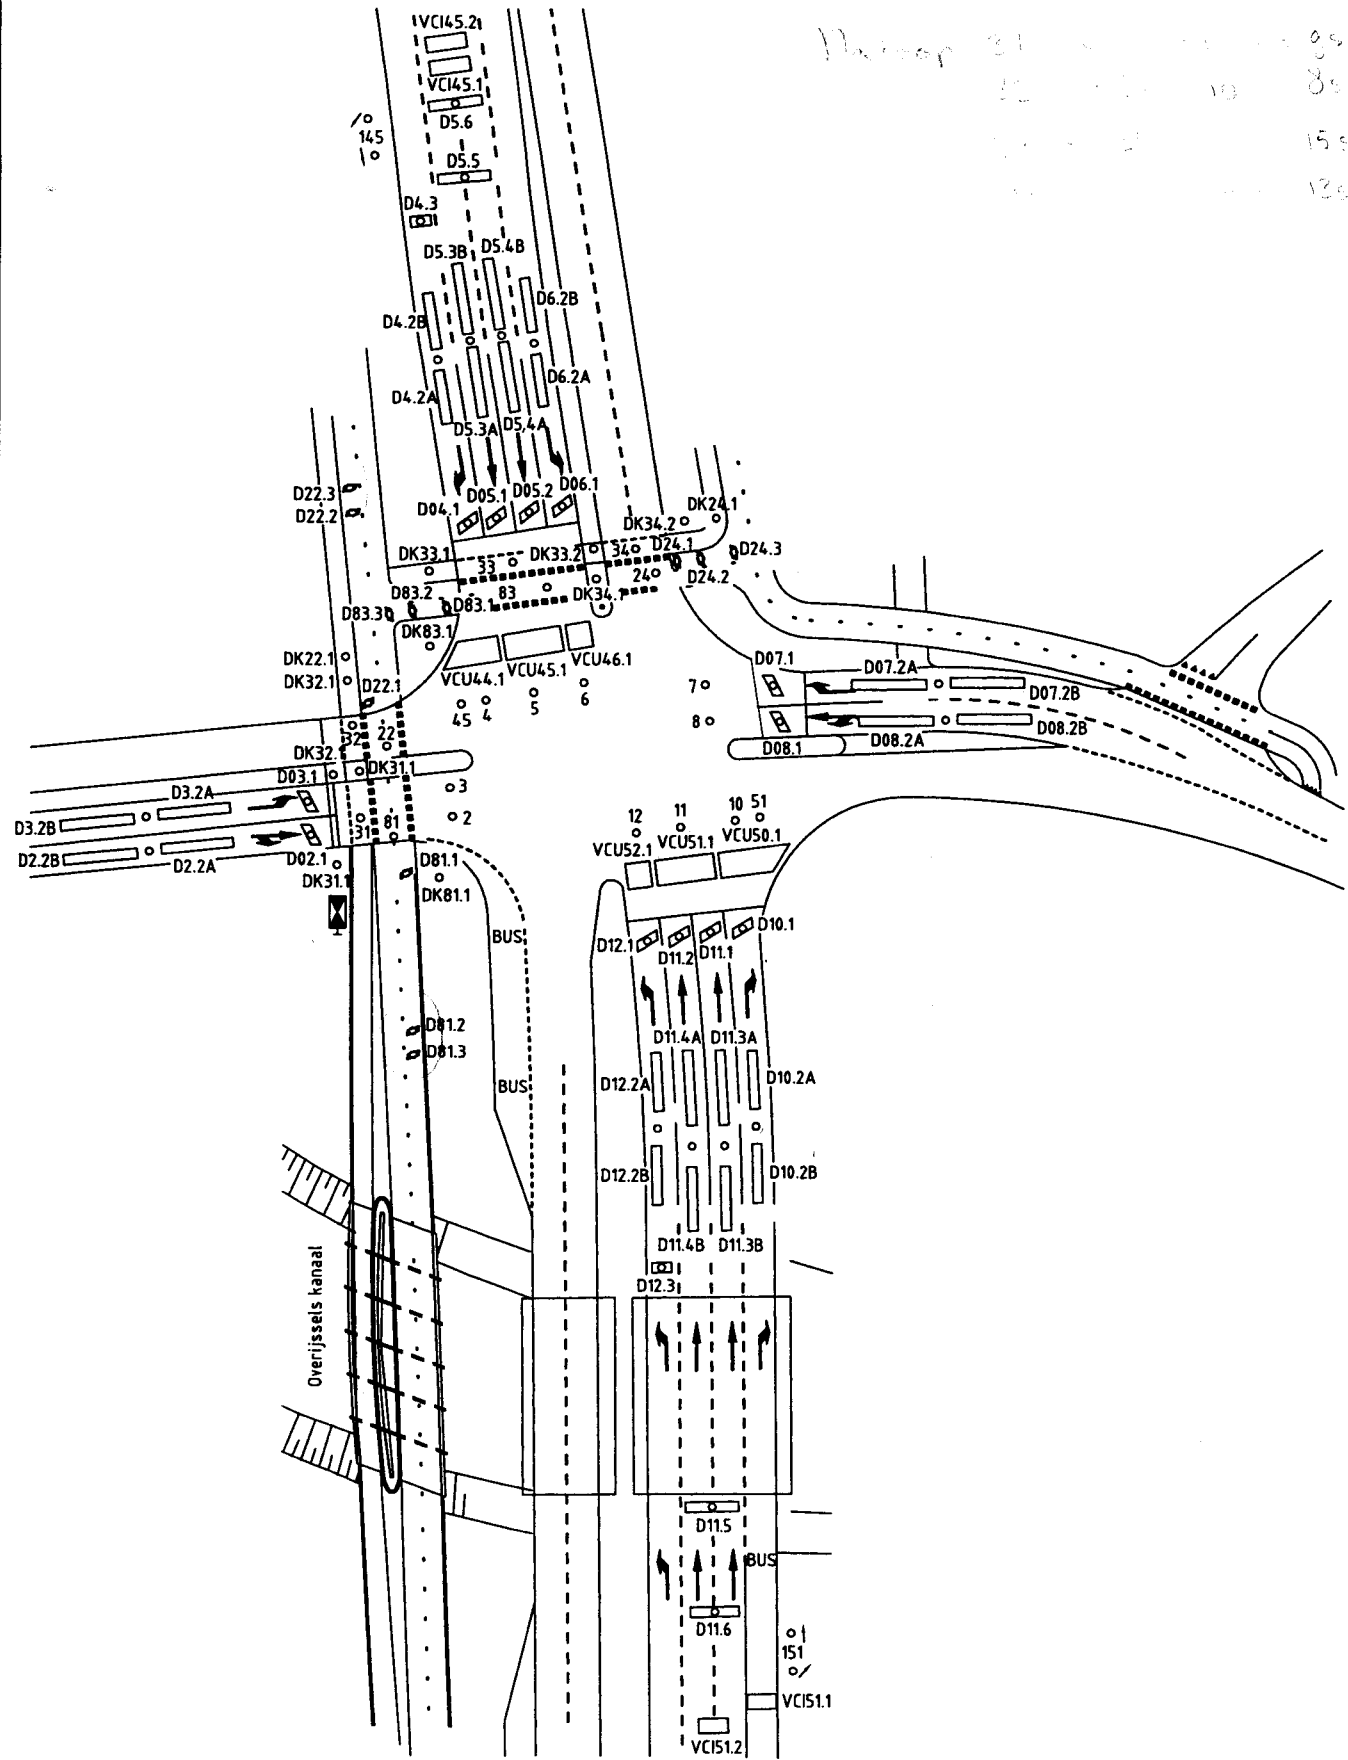 VCI45.2
31 9s
10 8s
VCI45.1
D5.6
145
15s
D5.5
13s
D4.3
D5.3B D5.4B
D6.2B
D4.2B
D6.2A
D4.2A
D5.3A D5,4A
D22.3 D06.1
D05.1 D05.2
D22.2 D04.1 DK24.1
DK34.2
DK33.1 33 DK33.2 34 D24.1 D24.3
24 D24.2
D83.2 83 DK34.1
D83.3 D83.1
DK83.1
DK22.1 VCU46.1 D07.1 D07.2A
VCU45.1
DK32.1 VCU44.1 7 D07.2B
D22.1
45 4 5 6
8 D08.2B
32 22 D08.1 D08.2A
DK32.1
D03.1 DK31.1
D3.2A 3
D3.2B 31 81 2
12 11 10 51
VCU52.1 VCU51.1 VCU50.1
D2.2B D2.2A D02.1 D81.1
DK31.1 DK81.1
BUS D12.1 D11.2 D11.1 D10.1
D81.2 D11.4A D11.3A
D81.3
BUS D12.2A D10.2A
D12.2B D10.2B
D11.4B D11.3B
D12.3
Overijssels kanaal
D11.5
BUS
D11.6
151
VCI51.1
VCI51.2